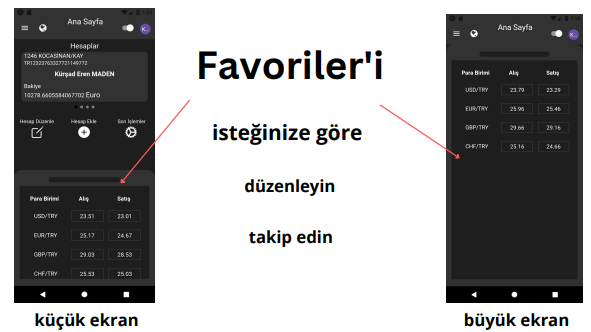 Ana Sayfa
K...
Hesaplar
1246 KOCASINAN/KAY
TR12323763327721149772
Kürşad Eren MADEN
Bakiye
10278.6605584067702 Euro
Hesap Düzenle Hesap Ekle Son İşlemler
Para Birimi Alış Satış
USD/TRY 23.51 23.01
EUR/TRY 25.17 24.67
GBP/TRY 29.03 28.53
CHF/TRY 25.53 25.03
küçük ekran
Favoriler'i
isteğinize göre
düzenleyin
takip edin
Ana Sayfa
K...
Para Birimi Alış Satış
USD/TRY 23.79 23.29
EUR/TRY 25.96 25.46
GBP/TRY 29.66 29.16
CHF/TRY 25.16 24.66
büyük ekran